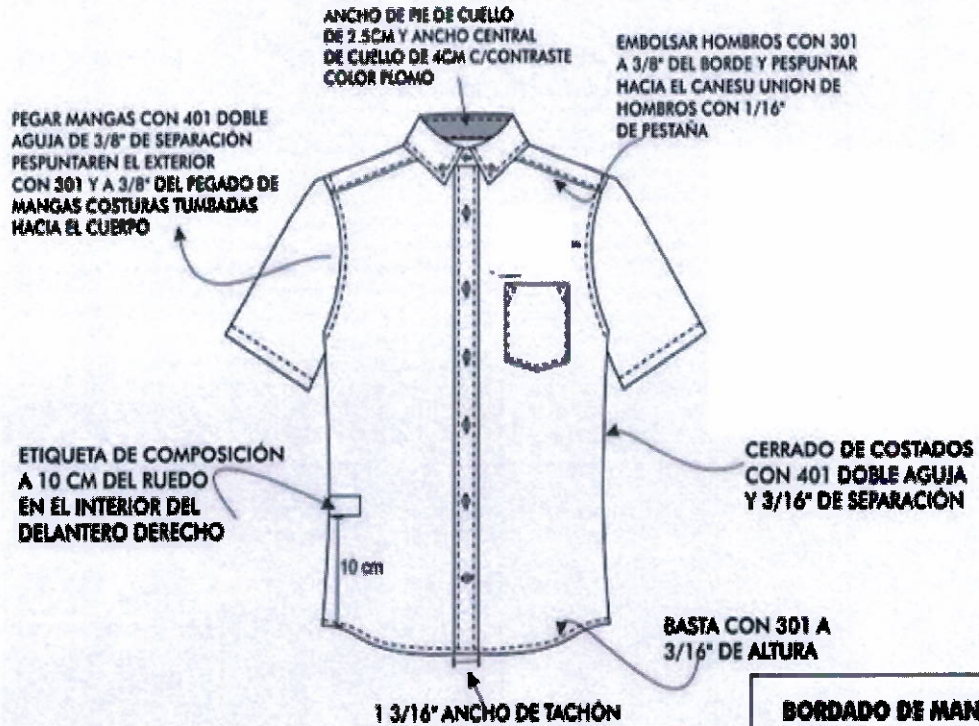 ANCHO DE PIE DE CUELLO
DE 2.5CM Y ANCHO CENTRAL
DE CUELLO DE 4CM C/CONTRASTE
COLOR PLOMO
EMBOLSAR HOMBROS CON 301
A 3/8" DEL BORDE Y PESPUNTAR
HACIA EL CANESU UNION DE
HOMBROS CON 1/16"
DE PESTAÑA
PEGAR MANGAS CON 401 DOBLE
AGUJA DE 3/8" DE SEPARACIÓN
PESPUNTAREN EL EXTERIOR
CON 301 Y A 3/8" DEL PEGADO DE
MANGAS COSTURAS TUMBADAS
HACIA EL CUERPO
ETIQUETA DE COMPOSICIÓN
A 10 CM DEL RUEDO
EN EL INTERIOR DEL
DELANTERO DERECHO
10 cm
CERRADO DE COSTADOS
CON 401 DOBLE AGUJA
Y 3/16" DE SEPARACIÓN
BASTA CON 301 A
3/16" DE ALTURA
1 3/16" ANCHO DE TACHÓN
BORDADO DE